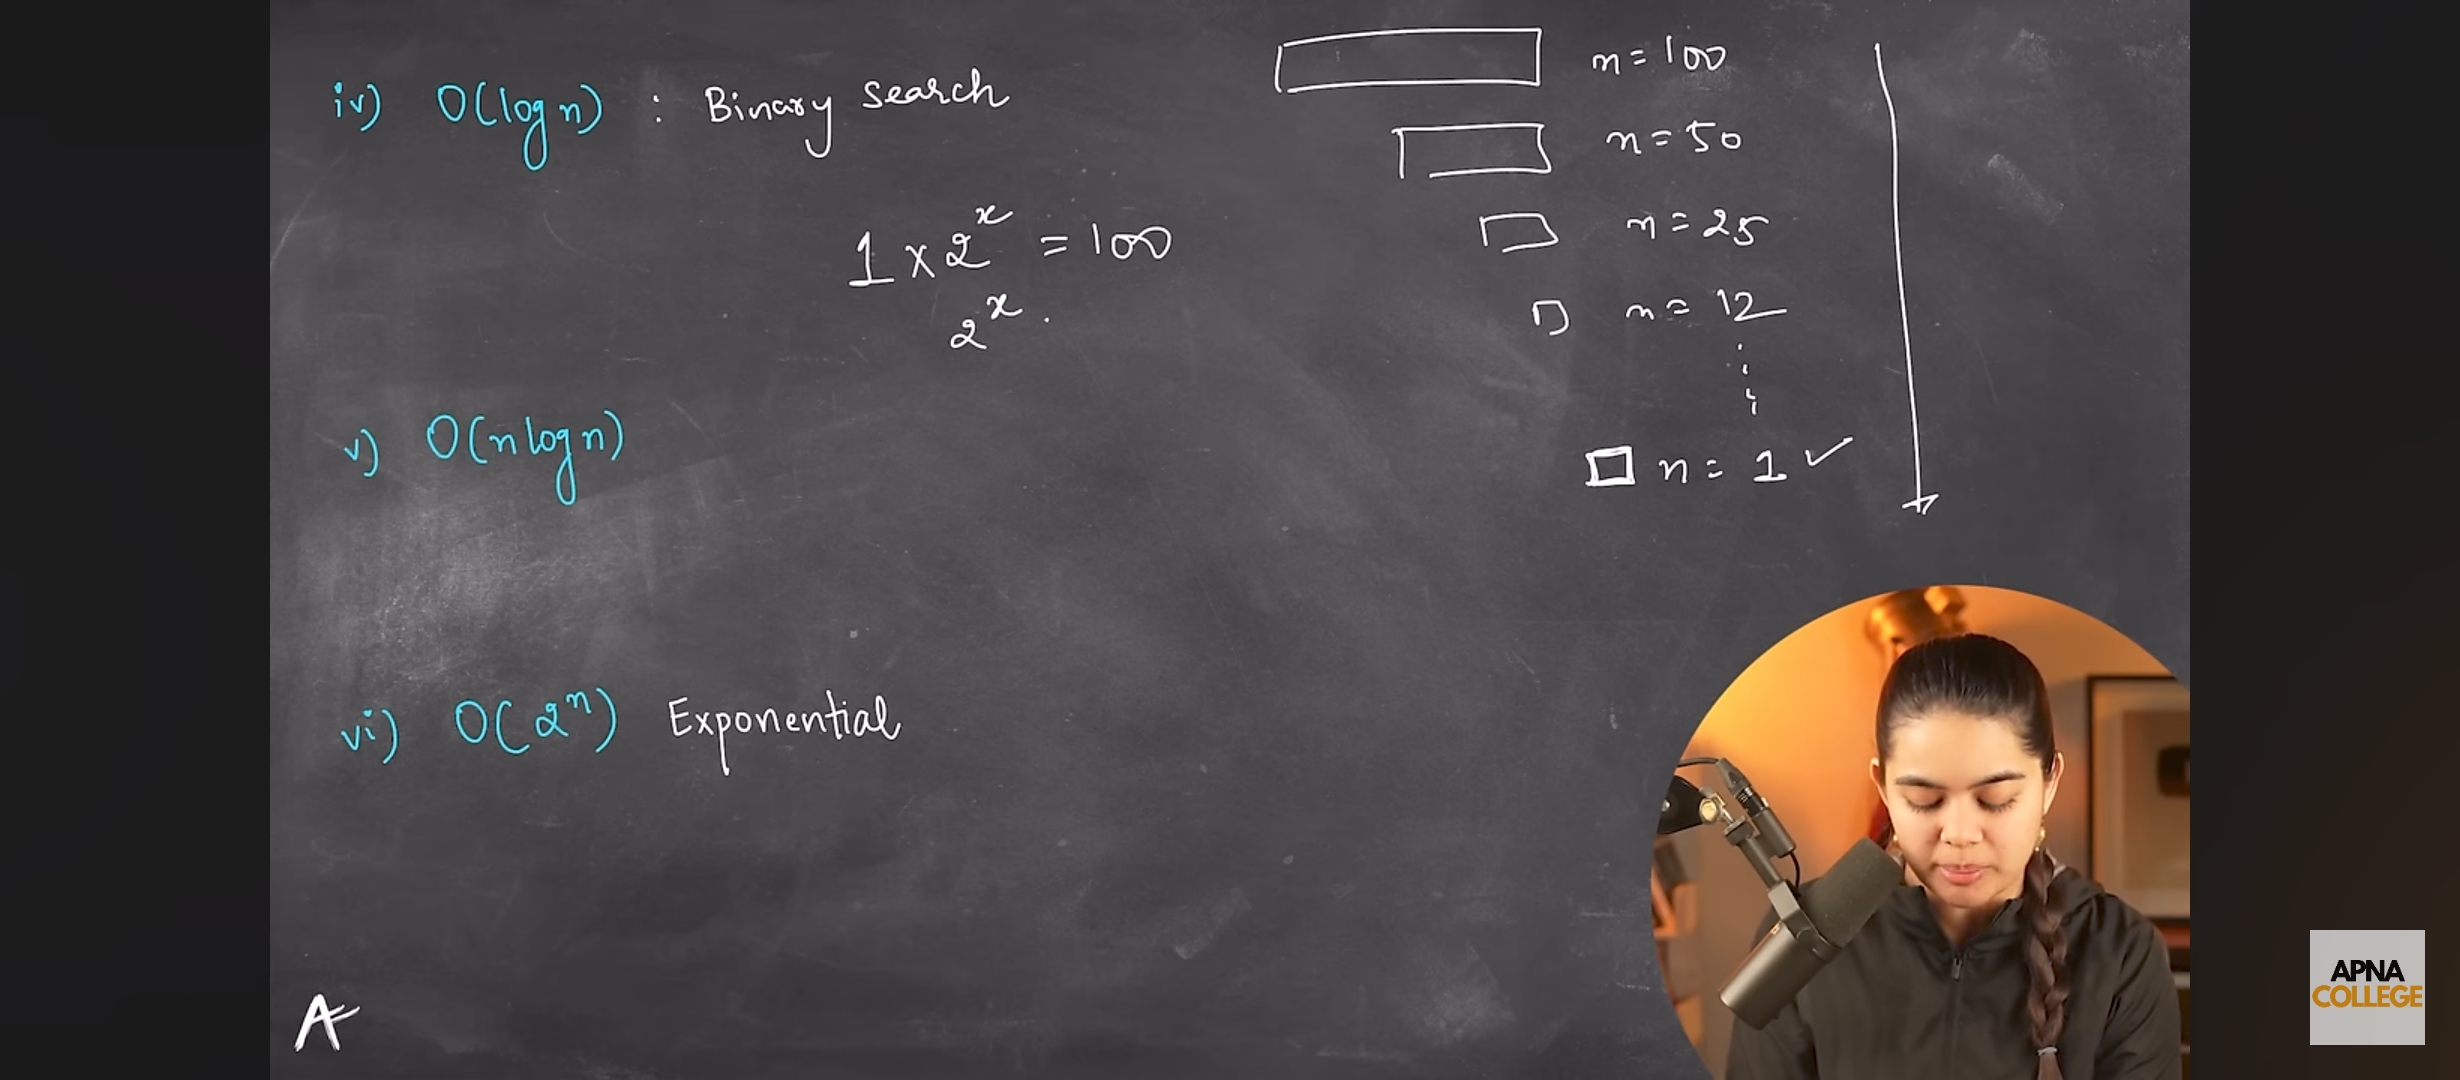 iv) O(log n) : Binary search
1 x 2^x = 100
2^x .
v) O(n log n)
vi) O(2^n) Exponential
n = 100
n = 50
n = 25
n = 12
n = 1 ✓
A
APNA
COLLEGE